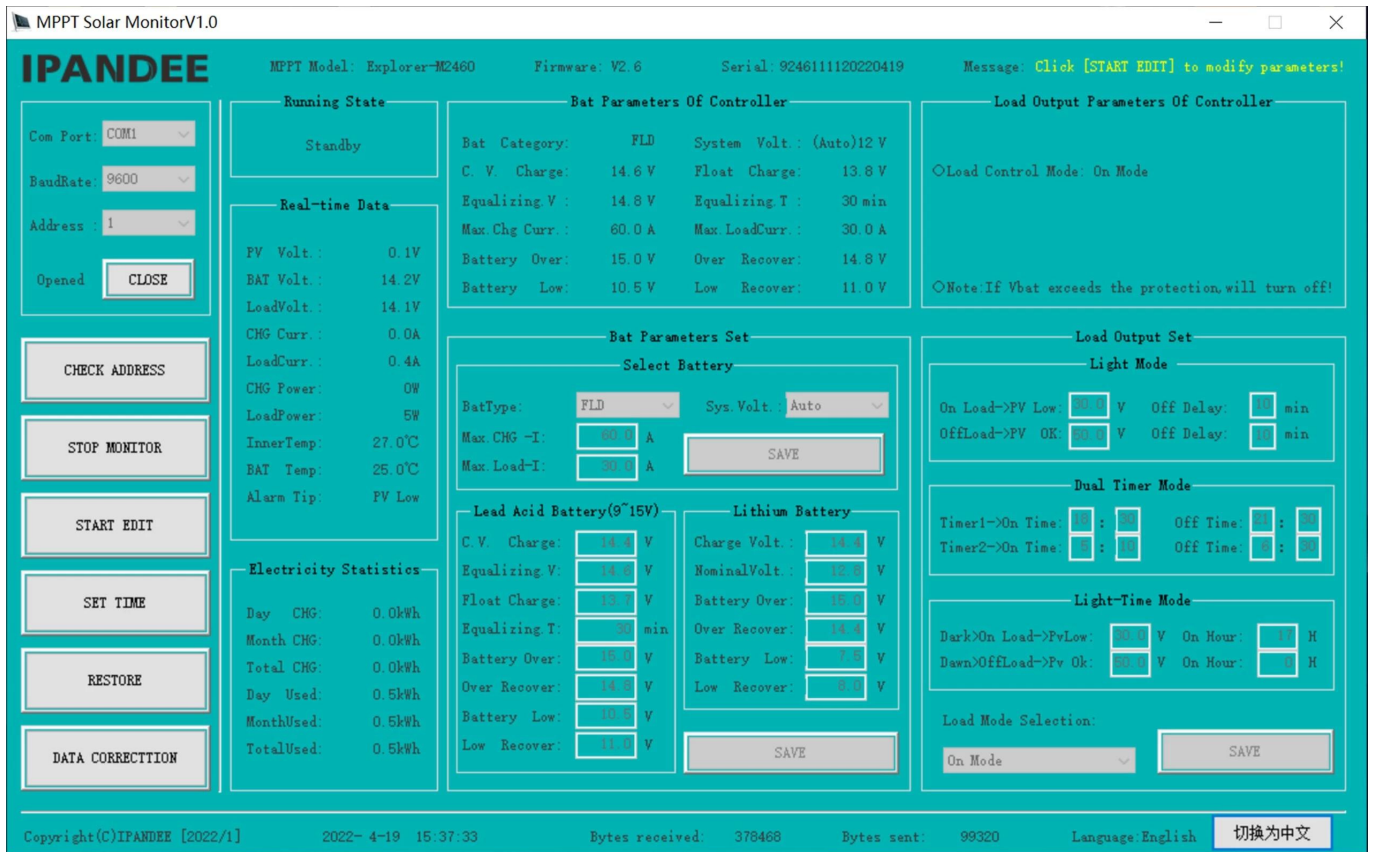 MPPT Solar MonitorV1.0
IPANDEE
MPPT Model: Explorer-M2460 Firmware: V2.6 Serial: 9246111120220419 Message: Click [START EDIT] to modify parameters!
Com Port: COM1
BaudRate: 9600
Address : 1
Opened CLOSE
CHECK ADDRESS
STOP MONITOR
START EDIT
SET TIME
RESTORE
DATA CORRECTTION
Running State
Standby
Real-time Data
PV Volt.: 0.1V
BAT Volt.: 14.2V
LoadVolt.: 14.1V
CHG Curr.: 0.0A
LoadCurr.: 0.4A
CHG Power: 0W
LoadPower: 5W
InnerTemp: 27.0℃
BAT Temp: 25.0℃
Alarm Tip: PV Low
Electricity Statistics
Day CHG: 0.0kWh
Month CHG: 0.0kWh
Total CHG: 0.0kWh
Day Used: 0.5kWh
MonthUsed: 0.5kWh
TotalUsed: 0.5kWh
Bat Parameters Of Controller
Bat Category: FLD System Volt.: (Auto)12 V
C. V. Charge: 14.6 V Float Charge: 13.8 V
Equalizing.V : 14.8 V Equalizing.T : 30 min
Max.Chg Curr.: 60.0 A Max.LoadCurr.: 30.0 A
Battery Over: 15.0 V Over Recover: 14.8 V
Battery Low: 10.5 V Low Recover: 11.0 V
Bat Parameters Set
Select Battery
BatType: FLD Sys.Volt.: Auto
Max.CHG -I: 60.0 A
Max.Load-I: 30.0 A
SAVE
Lead Acid Battery(9~15V)
C.V. Charge: 14.4 V
Equalizing.V: 14.6 V
Float Charge: 13.7 V
Equalizing.T: 30 min
Battery Over: 15.0 V
Over Recover: 14.8 V
Battery Low: 10.5 V
Low Recover: 11.0 V
Lithium Battery
Charge Volt.: 14.4 V
NominalVolt.: 12.8 V
Battery Over: 15.0 V
Over Recover: 14.4 V
Battery Low: 7.5 V
Low Recover: 8.0 V
SAVE
Load Output Parameters Of Controller
○Load Control Mode: On Mode
○Note:If Vbat exceeds the protection,will turn off!
Load Output Set
Light Mode
On Load->PV Low: 30.0 V Off Delay: 10 min
OffLoad->PV OK: 50.0 V Off Delay: 10 min
Dual Timer Mode
Timer1->On Time: 18 : 30 Off Time: 21 : 30
Timer2->On Time: 5 : 10 Off Time: 6 : 30
Light-Time Mode
Dark>On Load->PvLow: 30.0 V On Hour: 17 H
Dawn>OffLoad->Pv Ok: 50.0 V On Hour: 0 H
Load Mode Selection:
On Mode
SAVE
Copyright(C)IPANDEE [2022/1] 2022- 4-19 15:37:33 Bytes received: 378468 Bytes sent: 99320 Language:English 切换为中文